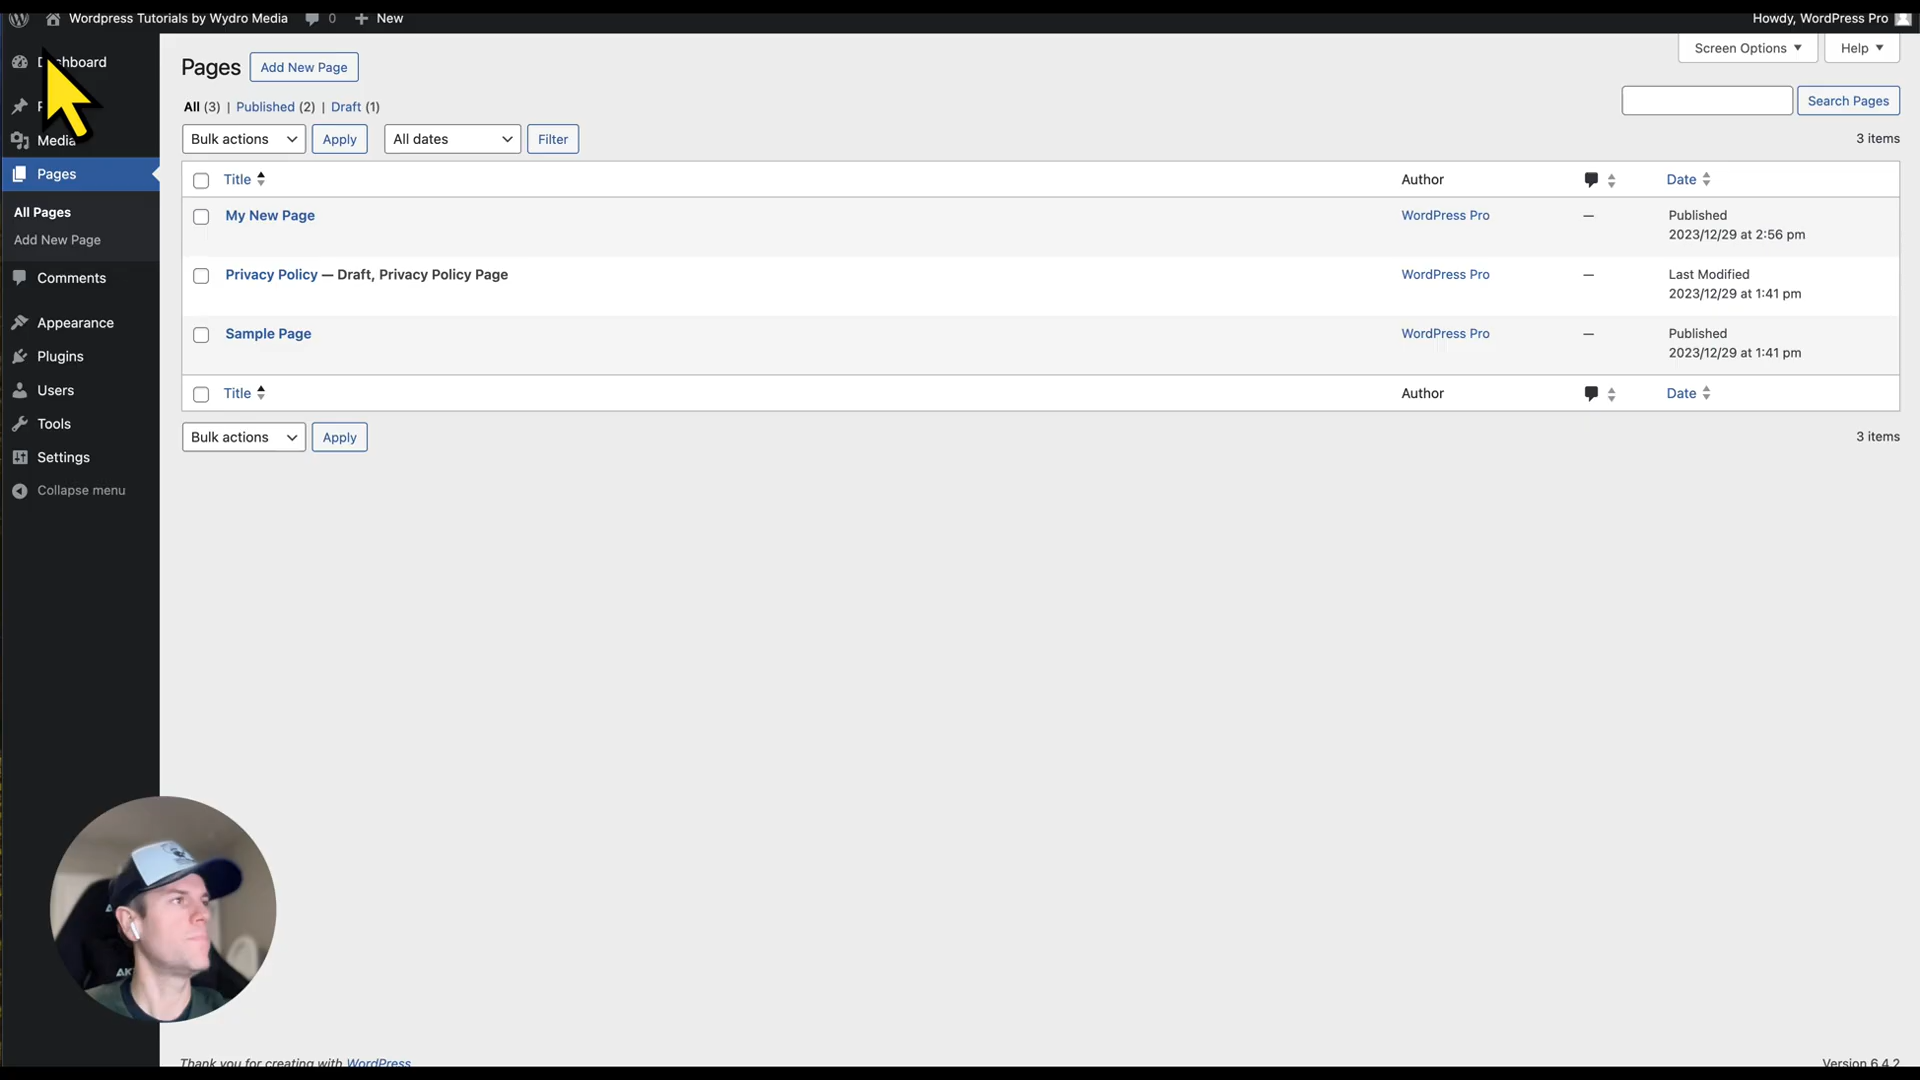 Wordpress Tutorials by Wydro Media 0 New Howdy, WordPress Pro
Screen Options Help
Dashboard
Media
Pages
All Pages
Add New Page
Comments
Appearance
Plugins
Users
Tools
Settings
Collapse menu
Pages Add New Page
All (3) | Published (2) | Draft (1)
Search Pages
Bulk actions Apply All dates Filter 3 items
Title Author Date
My New Page WordPress Pro — Published
2023/12/29 at 2:56 pm
Privacy Policy — Draft, Privacy Policy Page WordPress Pro — Last Modified
2023/12/29 at 1:41 pm
Sample Page WordPress Pro — Published
2023/12/29 at 1:41 pm
Title Author Date
Bulk actions Apply 3 items
Thank you for creating with WordPress
Version 6.4.2